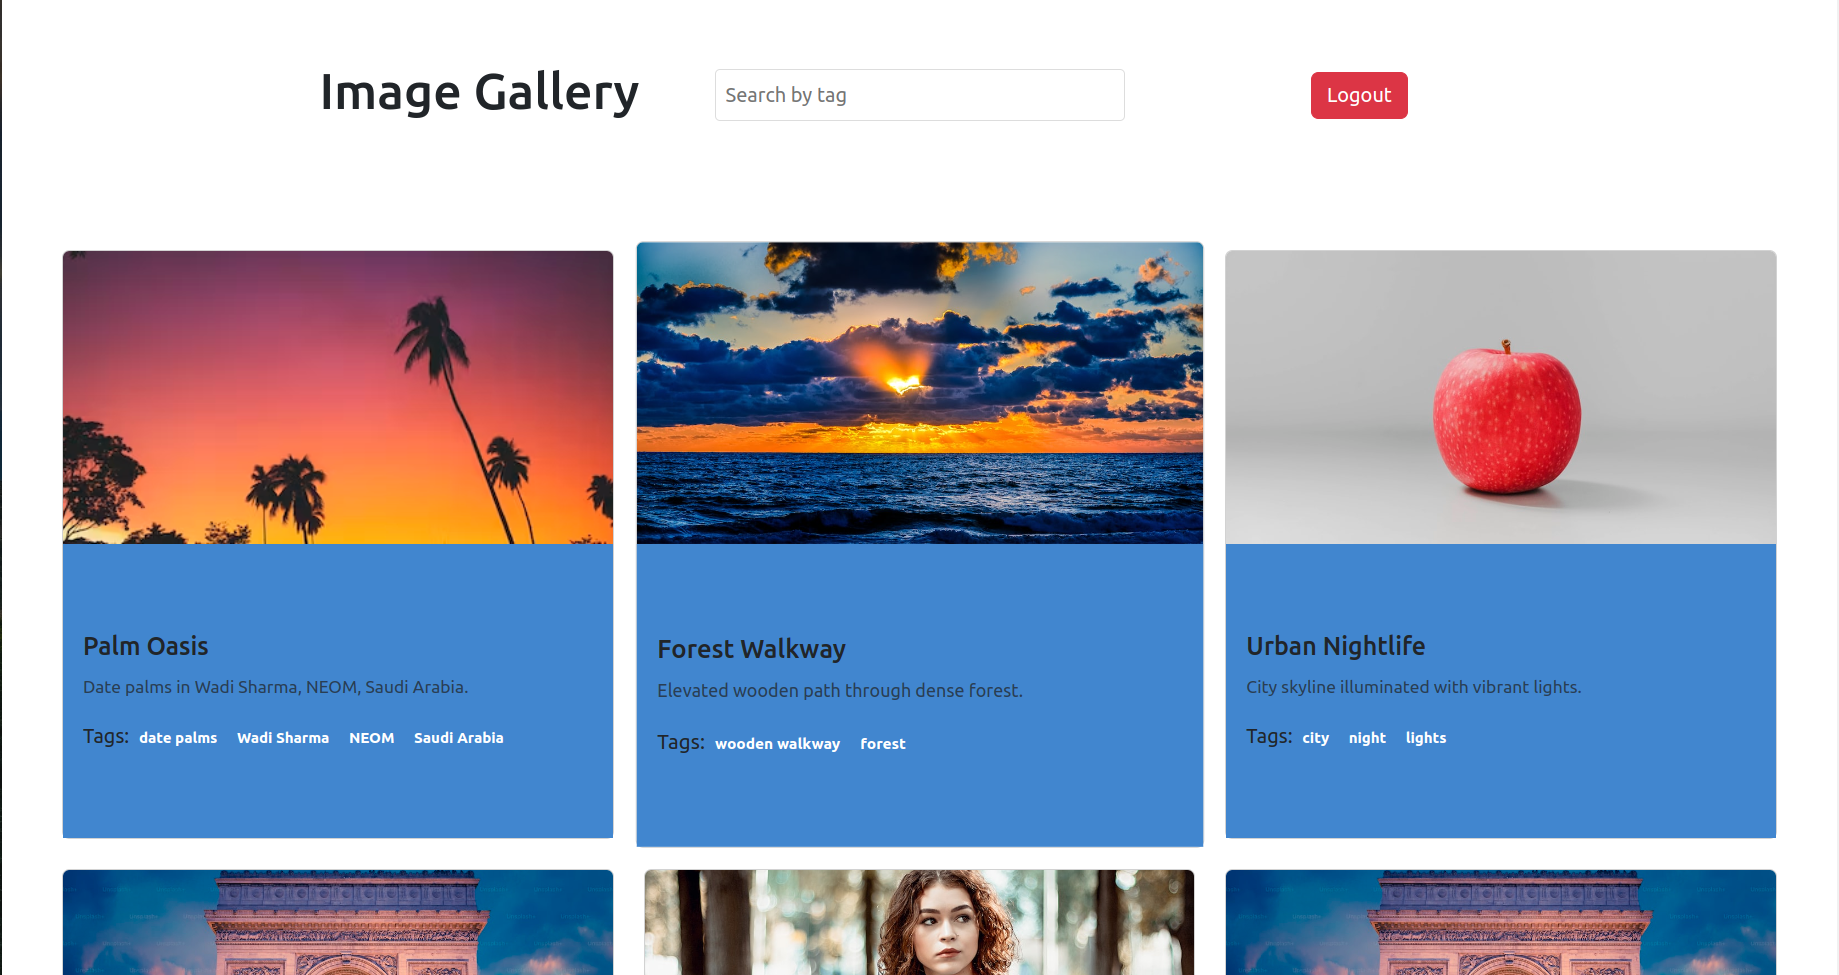 Image Gallery
Search by tag
Logout
Palm Oasis
Date palms in Wadi Sharma, NEOM, Saudi Arabia.
Tags: date palms Wadi Sharma NEOM Saudi Arabia
Forest Walkway
Elevated wooden path through dense forest.
Tags: wooden walkway forest
Urban Nightlife
City skyline illuminated with vibrant lights.
Tags: city night lights